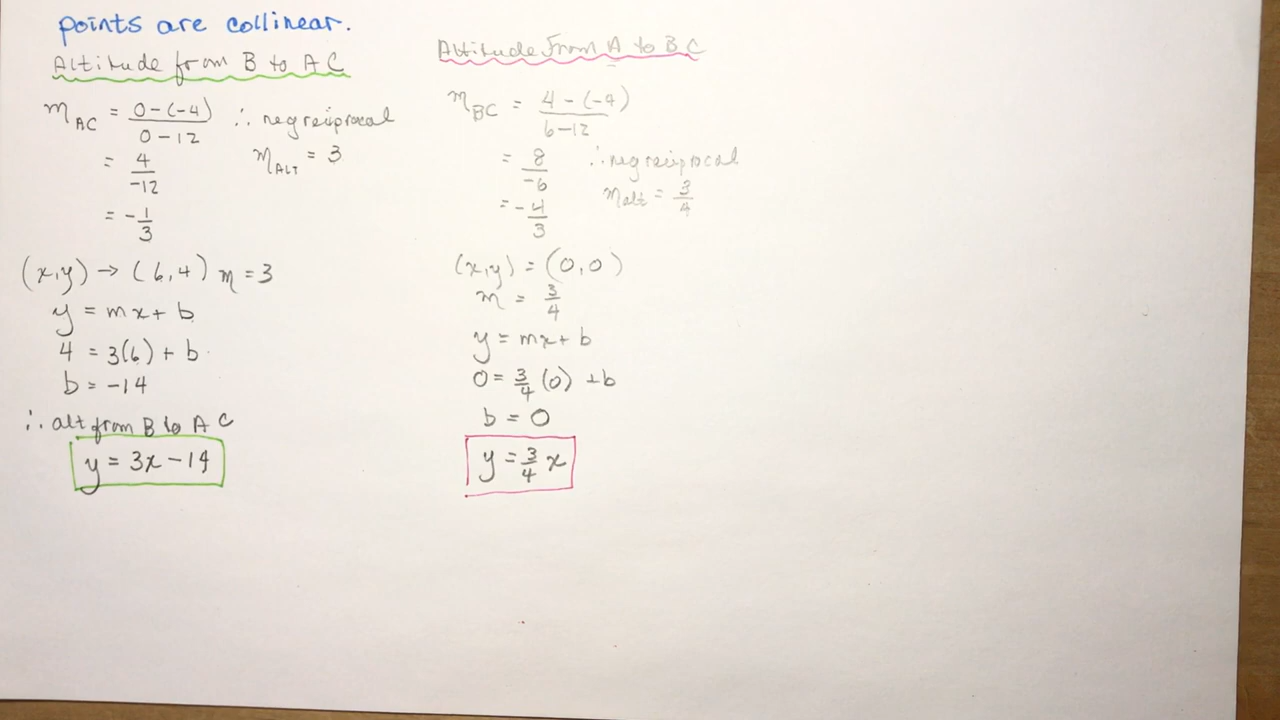 points are collinear.
Altitude from B to AC
m_AC = 0-(-4) / 0-12 ∴ neg reciprocal
= 4/-12 m_ALT = 3
= -1/3
(x,y) → (6,4) m = 3
y = mx + b
4 = 3(6) + b
b = -14
∴ alt from B to AC
y = 3x - 14
Altitude from A to BC
m_BC = 4-(-4) / 6-12
= 8/-6 ∴ neg reciprocal
= -4/3 m_alt = 3/4
(x,y) = (0,0)
m = 3/4
y = mx + b
0 = 3/4 (0) + b
b = 0
y = 3/4 x